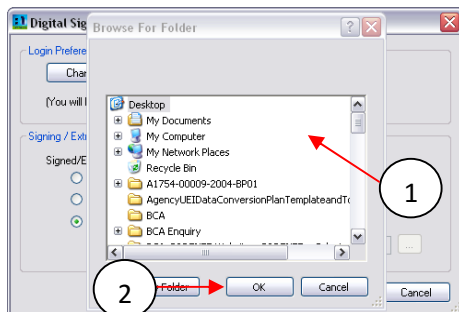 Digital Sig
Browse For Folder
Login Prefere
Char
(You will l
Desktop
My Documents
My Computer
My Network Places
Recycle Bin
A1754-00009-2004-BP01
AgencyUEIDataConversionPlanTemplateandTo
BCA
BCA Enquiry
Signing / Extr
Signed/E
...
1
2
Folder
OK
Cancel
Cancel